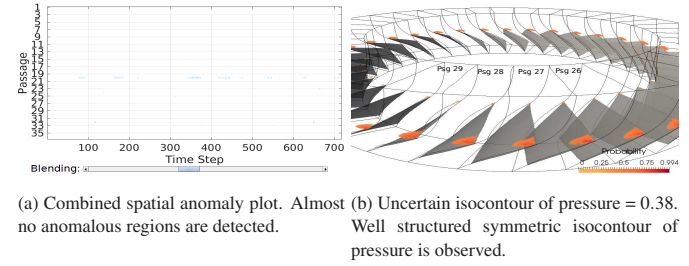 1
3
5
7
9
11
13
15
17
19
21
23
25
27
29
31
33
35
Passage
100 200 300 400 500 600 700
Time Step
Blending:
Psg 29 Psg 28 Psg 27 Psg 26
Probability
0 0.25 0.5 0.75 0.994
(a) Combined spatial anomaly plot. Almost
no anomalous regions are detected.
(b) Uncertain isocontour of pressure = 0.38.
Well structured symmetric isocontour of
pressure is observed.